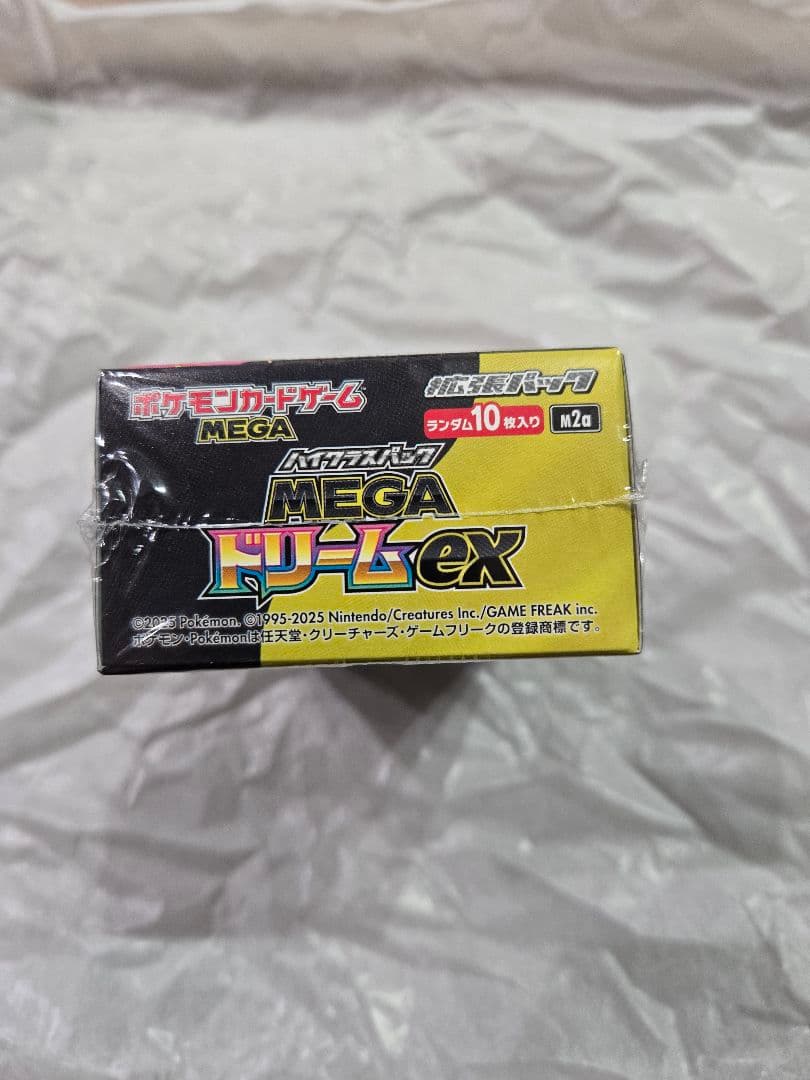 ポケモンカードゲーム
MEGA
拡張パック
ランダム10枚入り M2a
ハイクラスパック
MEGA
ドリームex
©2025 Pokémon. ©1995-2025 Nintendo/Creatures Inc./GAME FREAK inc.
ポケモン・Pokémonは任天堂・クリーチャーズ・ゲームフリークの登録商標です。